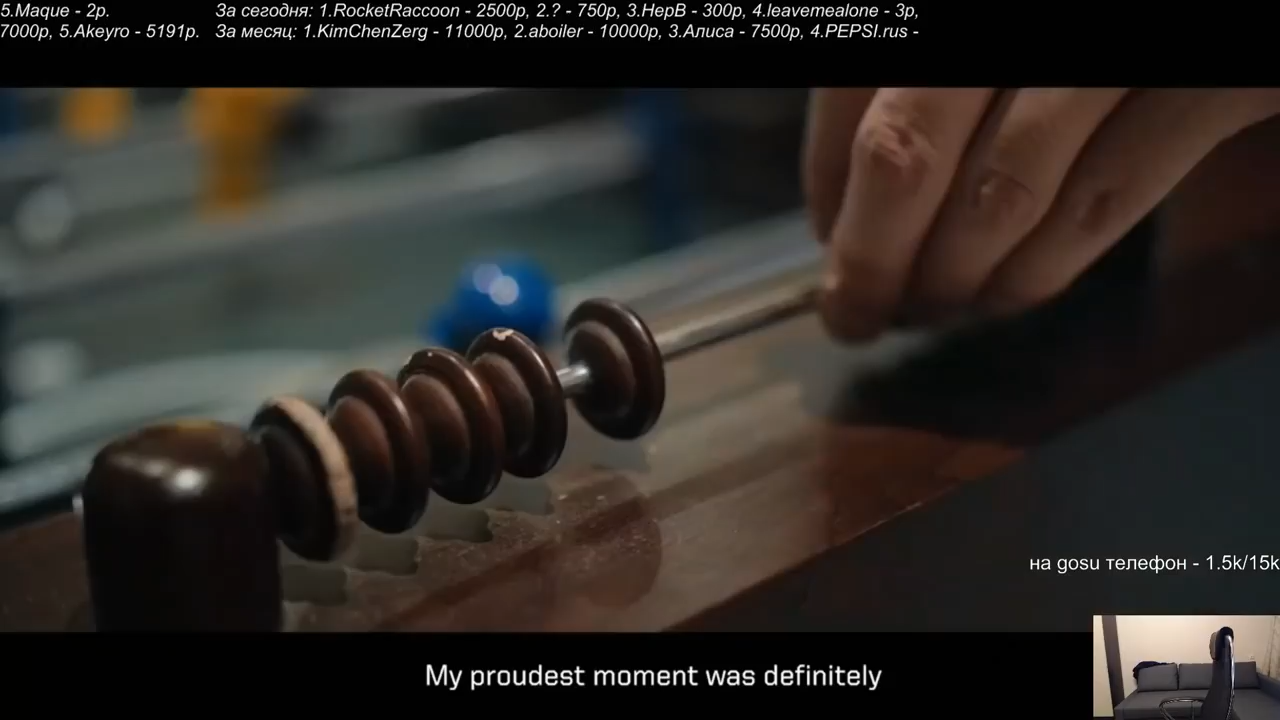 5.Maque - 2р. За сегодня: 1.RocketRaccoon - 2500р, 2.? - 750р, 3.НерВ - 300р, 4.leavemealone - 3р,
7000р, 5.Akeyro - 5191р. За месяц: 1.KimChenZerg - 11000р, 2.aboiler - 10000р, 3.Алиса - 7500р, 4.PEPSI.rus -
на gosu телефон - 1.5k/15k
My proudest moment was definitely